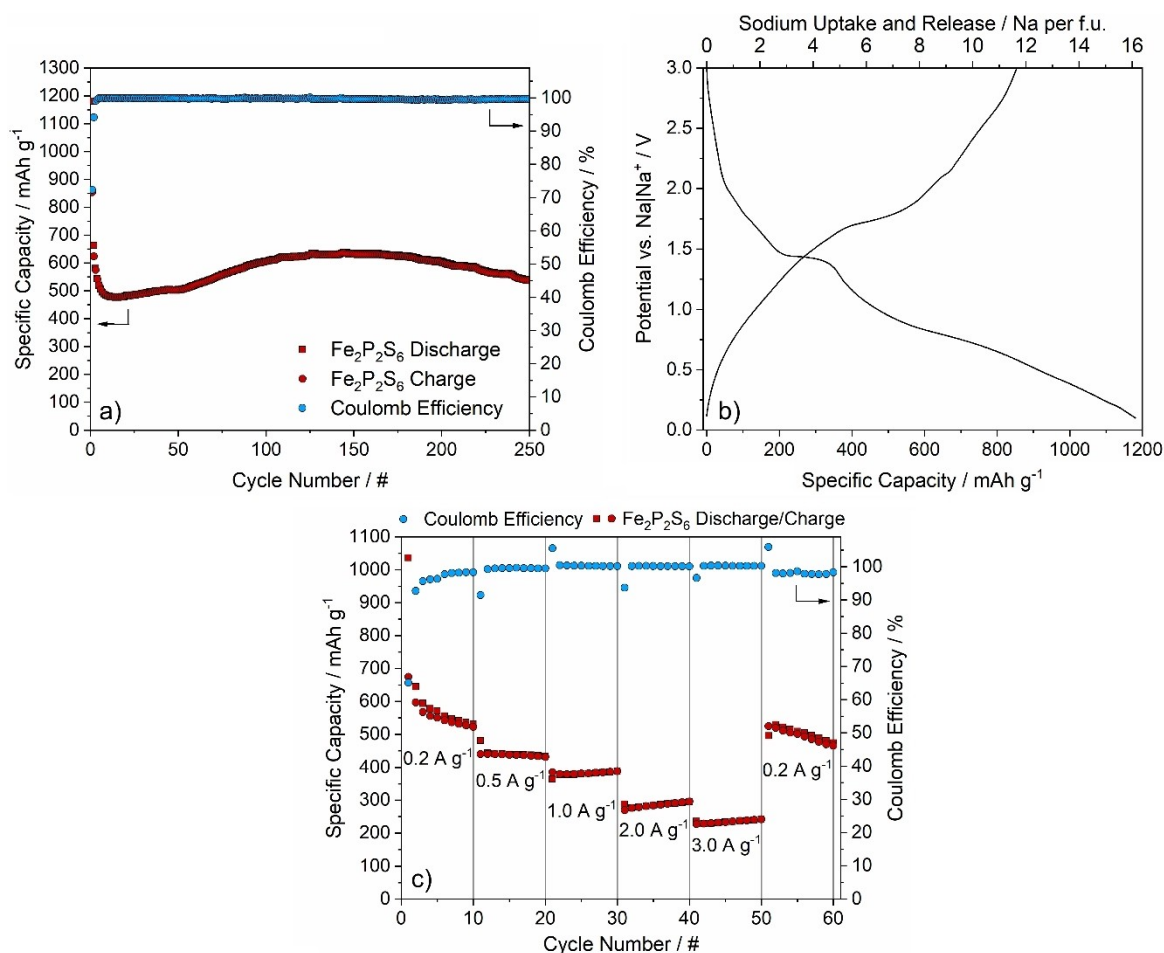 Sodium Uptake and Release / Na per f.u.
0 2 4 6 8 10 12 14 16
1300
1200
1100
1000
900
800
700
600
500
400
300
200
100
0
Specific Capacity / mAh g⁻¹
100
90
80
70
60
50
40
30
20
10
0
Coulomb Efficiency / %
Fe₂P₂S₆ Discharge
Fe₂P₂S₆ Charge
Coulomb Efficiency
a)
0 50 100 150 200 250
Cycle Number / #
3.0
2.5
2.0
1.5
1.0
0.5
0.0
Potential vs. Na|Na⁺ / V
b)
0 200 400 600 800 1000 1200
Specific Capacity / mAh g⁻¹
Coulomb Efficiency Fe₂P₂S₆ Discharge/Charge
1100
1000
900
800
700
600
500
400
300
200
100
0
Specific Capacity / mAh g⁻¹
100
90
80
70
60
50
40
30
20
10
0
Coulomb Efficiency / %
0.2 A g⁻¹
0.5 A g⁻¹
1.0 A g⁻¹
2.0 A g⁻¹
3.0 A g⁻¹
0.2 A g⁻¹
c)
0 10 20 30 40 50 60
Cycle Number / #